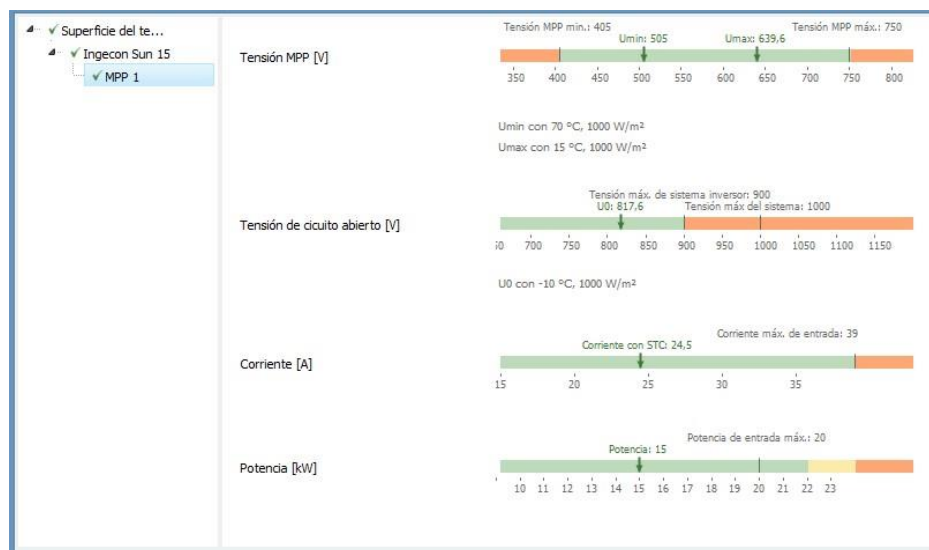 Superficie del te...
Ingecon Sun 15
MPP 1
Tensión MPP [V]
Tensión MPP min.: 405
Tensión MPP máx.: 750
Umin: 505
Umax: 639,6
350 400 450 500 550 600 650 700 750 800
Umin con 70 ºC, 1000 W/m²
Umax con 15 ºC, 1000 W/m²
Tensión de cicuito abierto [V]
Tensión máx. de sistema inversor: 900
U0: 817,6
Tensión máx del sistema: 1000
50 700 750 800 850 900 950 1000 1050 1100 1150
U0 con -10 ºC, 1000 W/m²
Corriente [A]
Corriente máx. de entrada: 39
Corriente con STC: 24,5
15 20 25 30 35
Potencia [kW]
Potencia de entrada máx.: 20
Potencia: 15
10 11 12 13 14 15 16 17 18 19 20 21 22 23